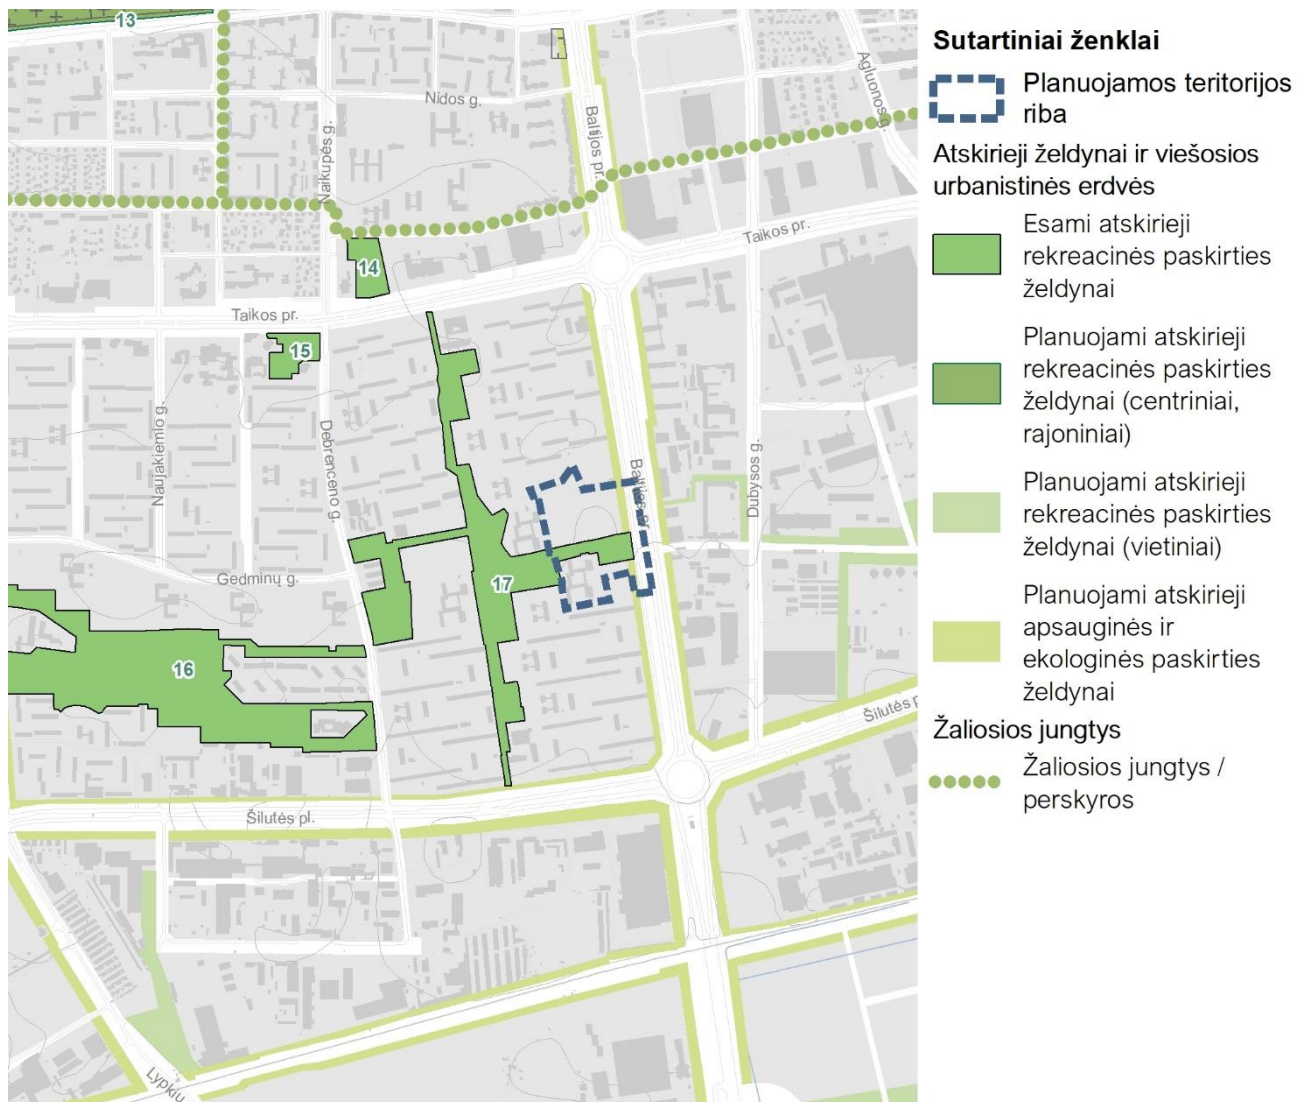 13
Nidos g.
Naikupės g.
Baltijos pr.
Agluonos g.
14
Taikos pr.
Taikos pr.
15
Naujakiemio g.
Debrenceno g.
Baltijos pr.
Dubysos g.
Gedminų g.
17
16
Šilutės p
Šilutės pl.
Lypkių
Sutartiniai ženklai
Planuojamos teritorijos
riba
Atskirieji želdynai ir viešosios
urbanistinės erdvės
Esami atskirieji
rekreacinės paskirties
želdynai
Planuojami atskirieji
rekreacinės paskirties
želdynai (centriniai,
rajoniniai)
Planuojami atskirieji
rekreacinės paskirties
želdynai (vietiniai)
Planuojami atskirieji
apsauginės ir
ekologinės paskirties
želdynai
Žaliosios jungtys
Žaliosios jungtys /
perskyros